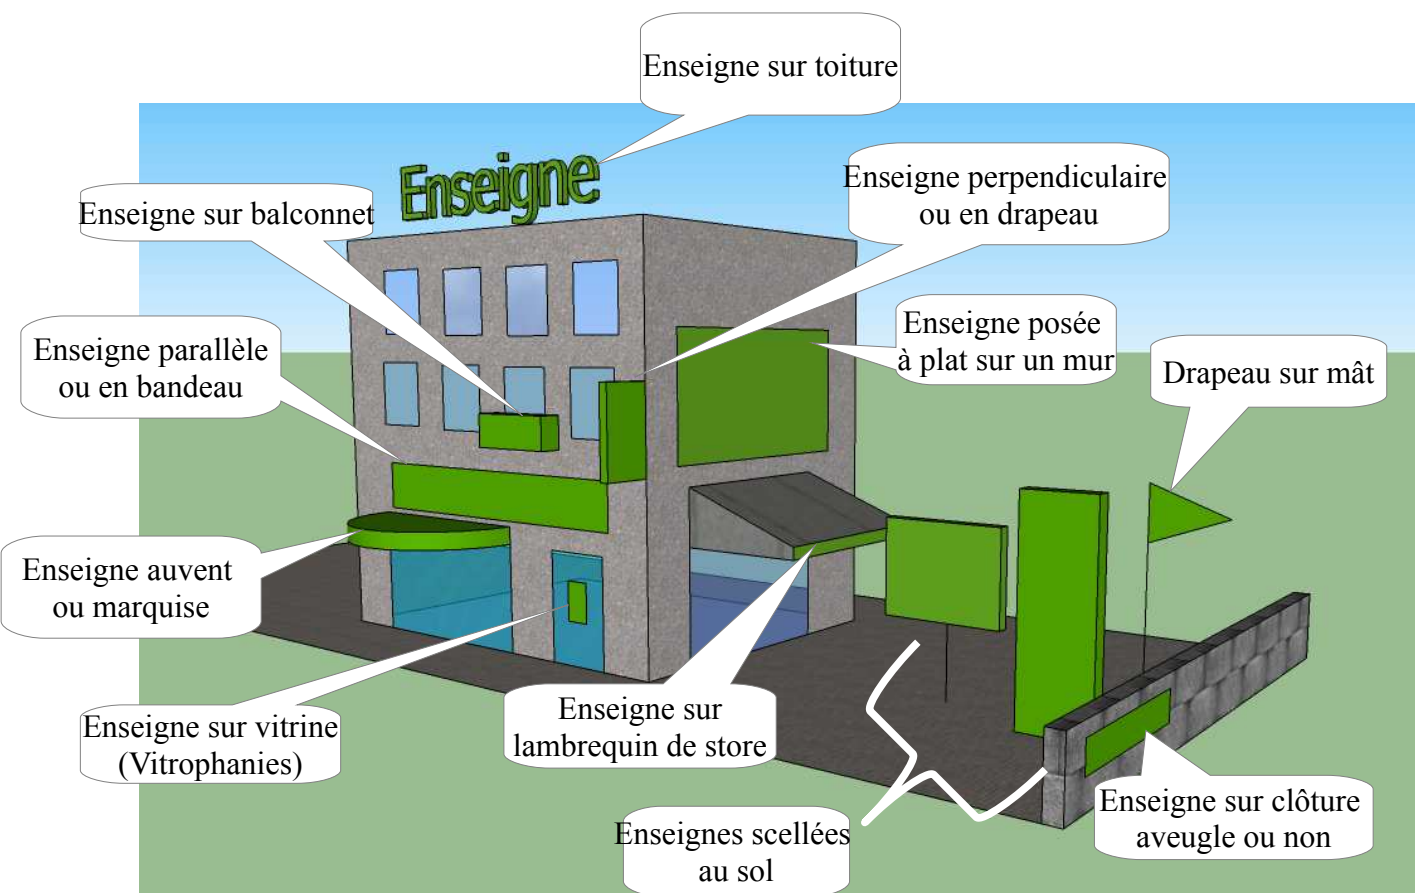 Enseigne sur toiture
Enseigne
Enseigne perpendiculaire
ou en drapeau
Enseigne sur balconnet
Enseigne posée
à plat sur un mur
Enseigne parallèle
ou en bandeau
Drapeau sur mât
Enseigne auvent
ou marquise
Enseigne sur vitrine
(Vitrophanies)
Enseigne sur
lambrequin de store
Enseignes scellées
au sol
Enseigne sur clôture
aveugle ou non